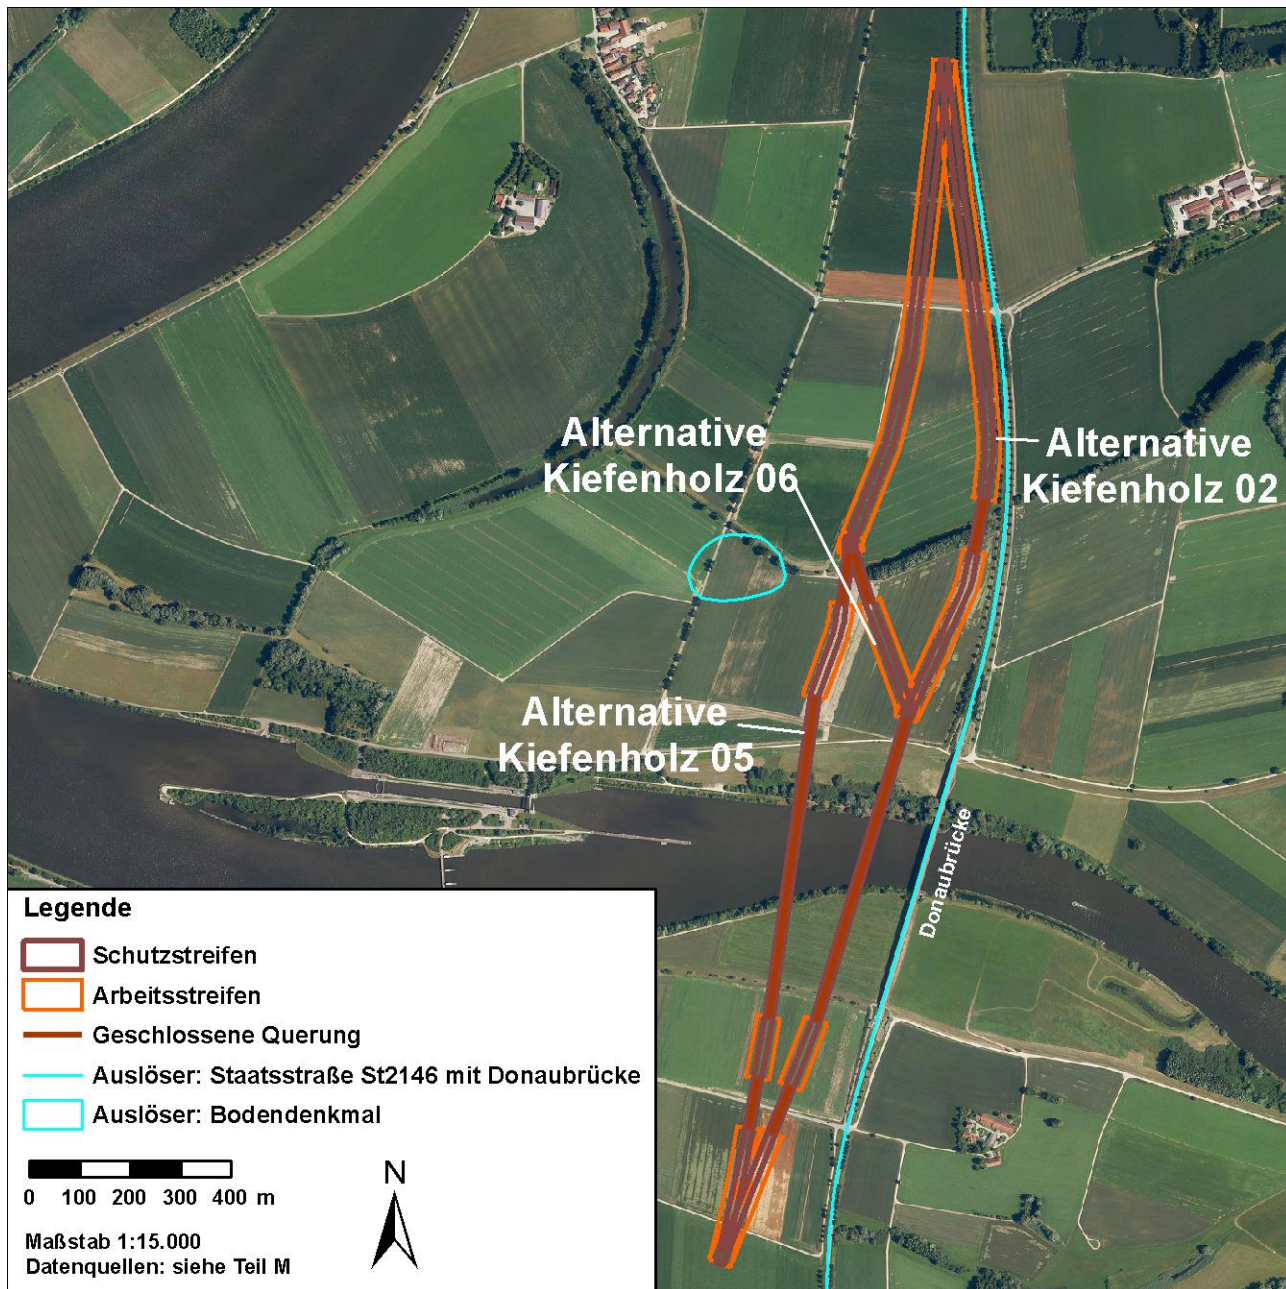 Alternative
Kiefenholz 06
Alternative
Kiefenholz 02
Alternative
Kiefenholz 05
Donaubrücke
Legende
Schutzstreifen
Arbeitsstreifen
Geschlossene Querung
Auslöser: Staatsstraße St2146 mit Donaubrücke
Auslöser: Bodendenkmal
0 100 200 300 400 m
N
Maßstab 1:15.000
Datenquellen: siehe Teil M